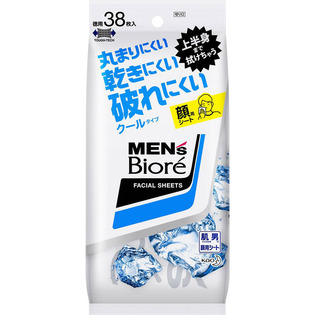 徳用38枚入
TOUGH-TECH
丸まりにくい
乾きにくい
破れにくい
クールタイプ
上半身まで
拭けちゃう
顔用
シート
MEN's
Bioré
FACIAL SHEETS
肌男
顔用シート
KAO